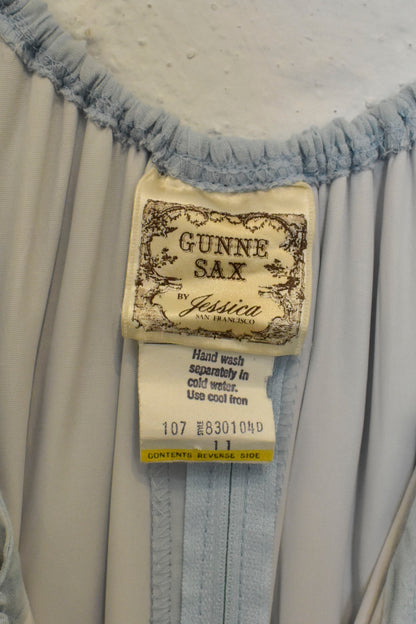 GUNNE
SAX
BY Jessica
SAN FRANCISCO
Hand wash
separately in
cold water.
Use cool iron
107 830104D
11
CONTENTS REVERSE SIDE